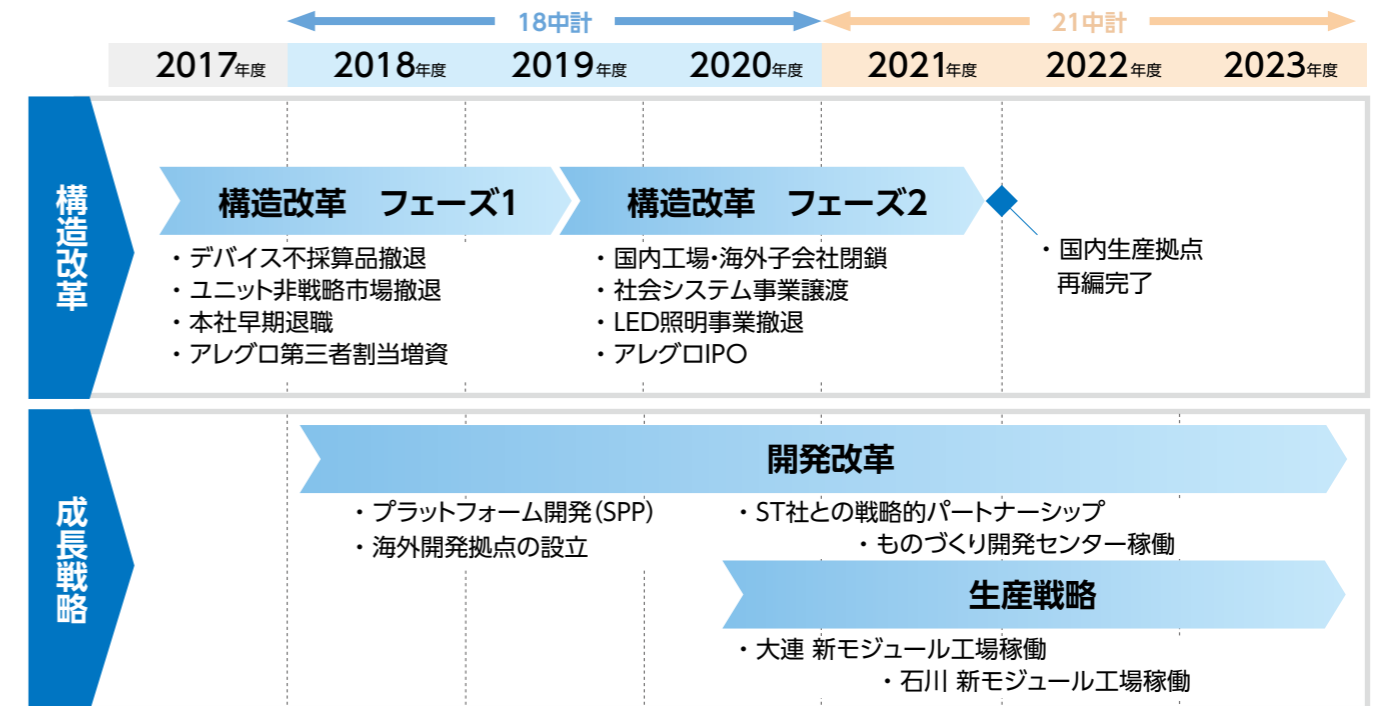 18中計
21中計
2017年度
2018年度
2019年度
2020年度
2021年度
2022年度
2023年度
構造改革
構造改革 フェーズ1
・デバイス不採算品撤退
・ユニット非戦略市場撤退
・本社早期退職
・アレグロ第三者割当増資
構造改革 フェーズ2
・国内工場・海外子会社閉鎖
・社会システム事業譲渡
・LED照明事業撤退
・アレグロIPO
・国内生産拠点
再編完了
成長戦略
開発改革
・プラットフォーム開発(SPP)
・海外開発拠点の設立
・ST社との戦略的パートナーシップ
・ものづくり開発センター稼働
生産戦略
・大連 新モジュール工場稼働
・石川 新モジュール工場稼働